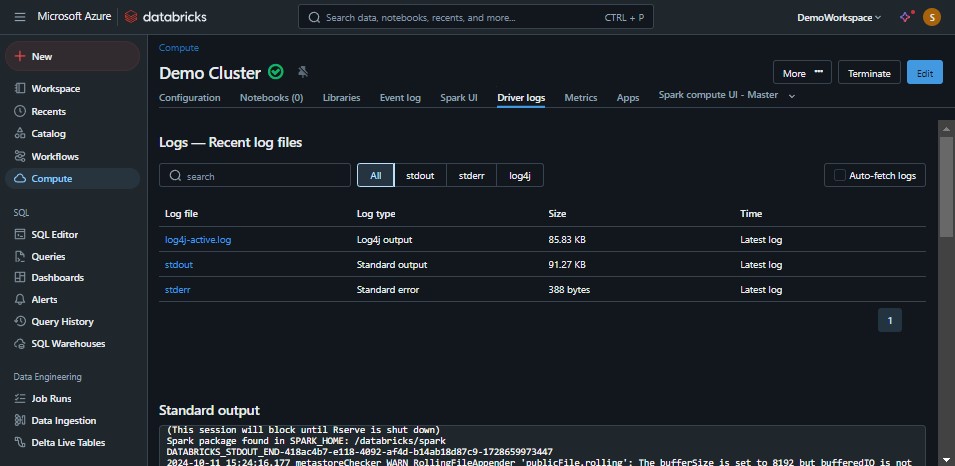 Microsoft Azure databricks Search data, notebooks, recents, and more... CTRL + P DemoWorkspace S
New
Workspace
Recents
Catalog
Workflows
Compute
SQL
SQL Editor
Queries
Dashboards
Alerts
Query History
SQL Warehouses
Data Engineering
Job Runs
Data Ingestion
Delta Live Tables
Compute
Demo Cluster More ... Terminate Edit
Configuration Notebooks (0) Libraries Event log Spark UI Driver logs Metrics Apps Spark compute UI - Master
Logs — Recent log files
search All stdout stderr log4j Auto-fetch logs
Log file Log type Size Time
log4j-active.log Log4j output 85.83 KB Latest log
stdout Standard output 91.27 KB Latest log
stderr Standard error 388 bytes Latest log
1
Standard output
(This session will block until Rserve is shut down)
Spark package found in SPARK_HOME: /databricks/spark
DATABRICKS_STDOUT_END-418ac4b7-e118-4092-af4d-b14ab18d87c9-1728659973447
2024-10-11 15:24:16,177 metastoreChecker WARN RollingFileAppender 'publicFile.rolling': The bufferSize is set to 8192 but bufferedIO is not